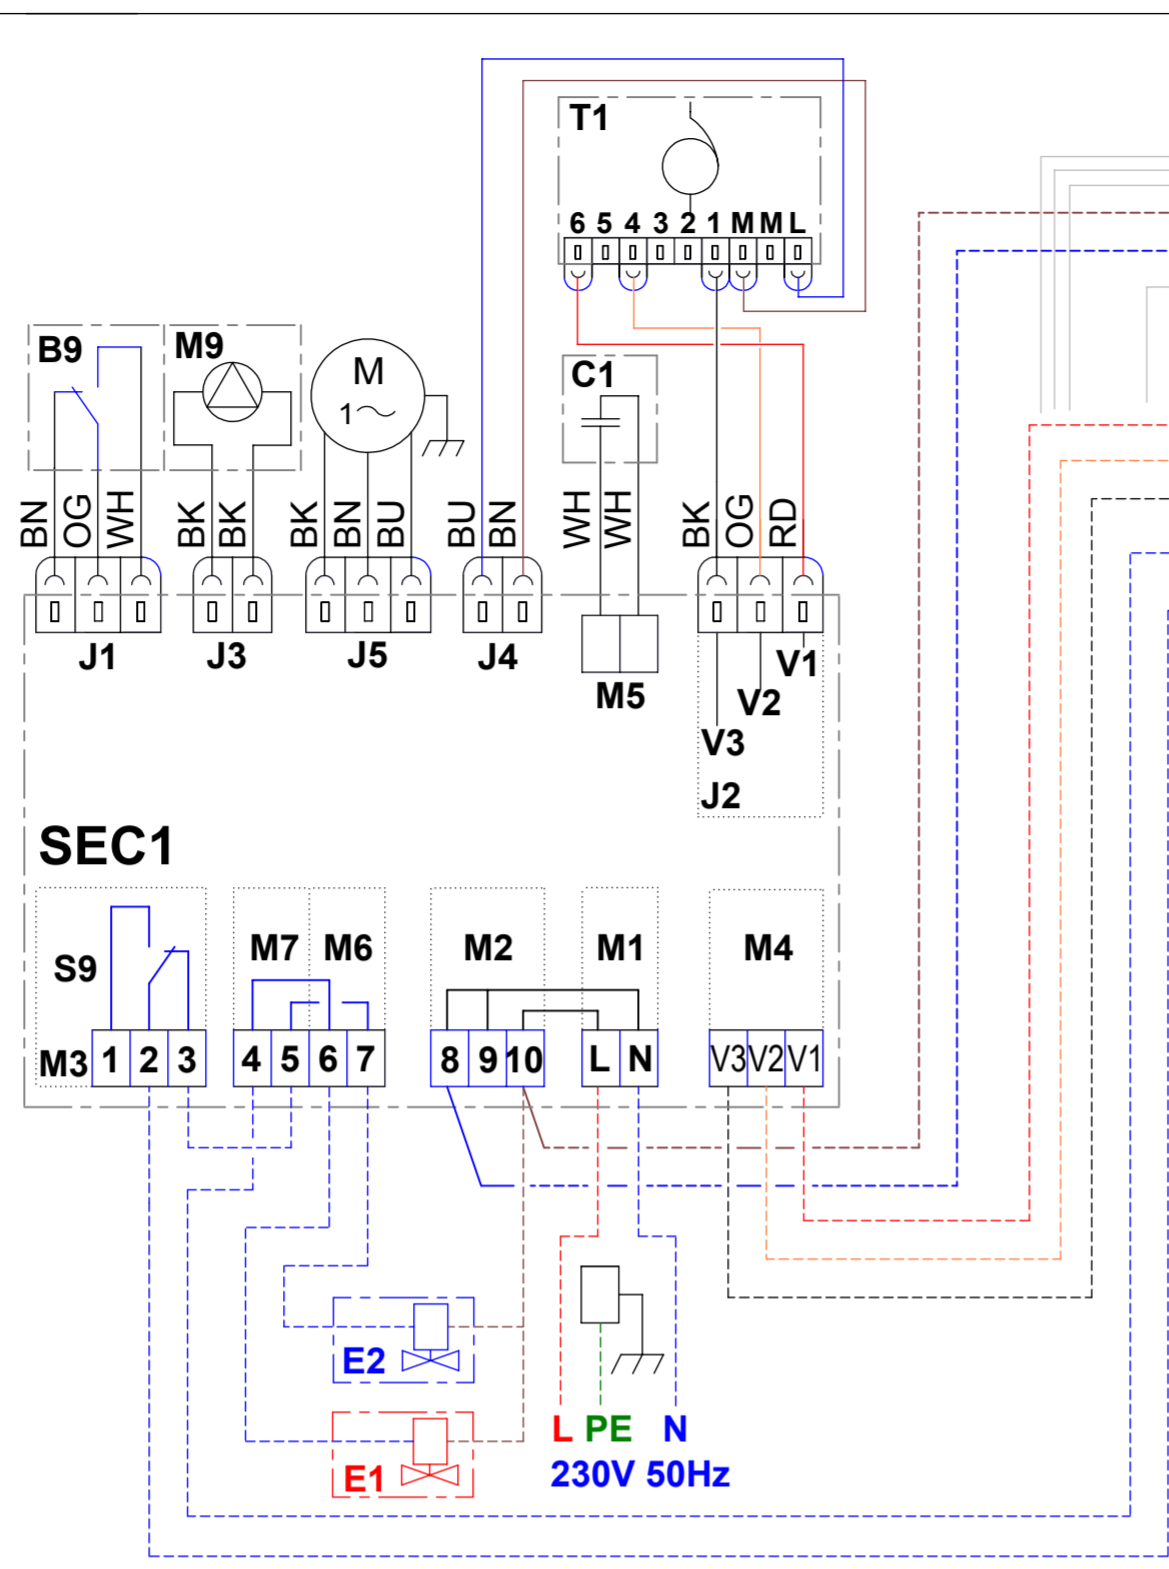 T1
6 5 4 3 2 1 M M L
B9
M9
M
1~
C1
BN OG WH BK BK BK BN BU BU BN WH WH BK OG RD
J1 J3 J5 J4 M5
V1
V2
V3
J2
SEC1
S9 M7 M6 M2 M1 M4
M3 1 2 3 4 5 6 7 8 9 10 L N V3 V2 V1
E2
E1
L PE N
230V 50Hz